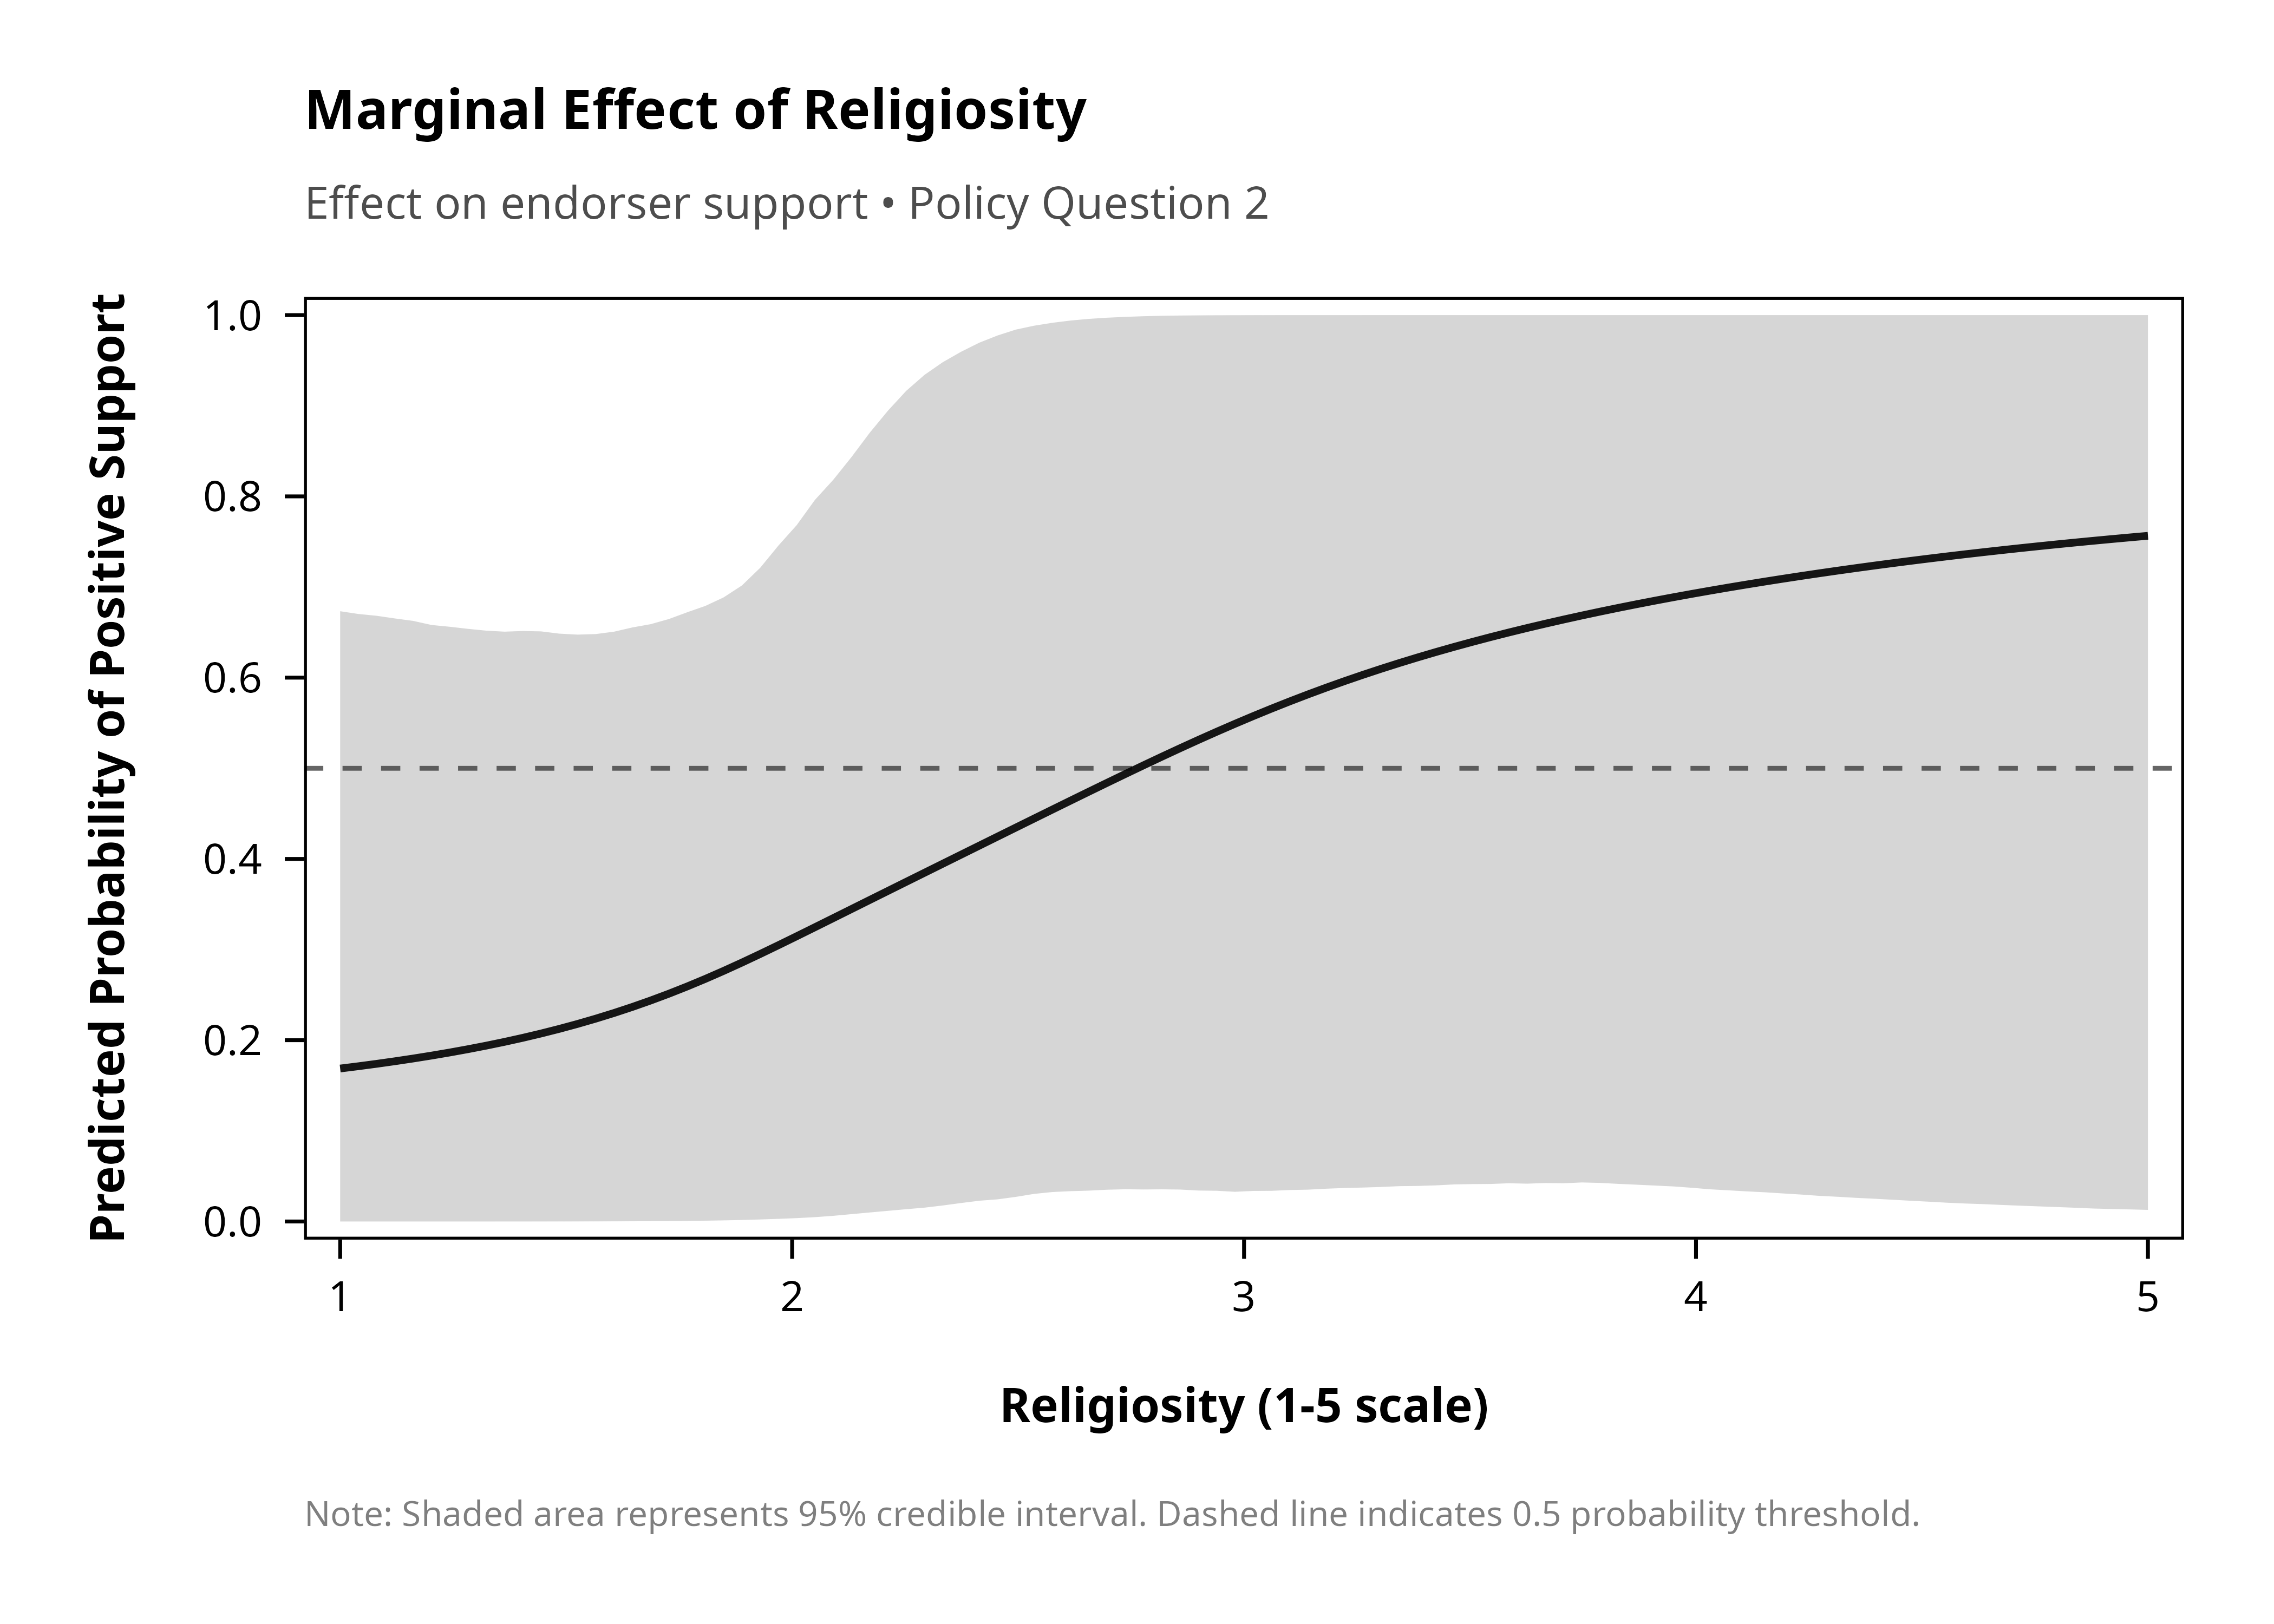 Marginal Effect of Religiosity
Effect on endorser support • Policy Question 2
Predicted Probability of Positive Support
1.0
0.8
0.6
0.4
0.2
0.0
1 2 3 4 5
Religiosity (1-5 scale)
Note: Shaded area represents 95% credible interval. Dashed line indicates 0.5 probability threshold.